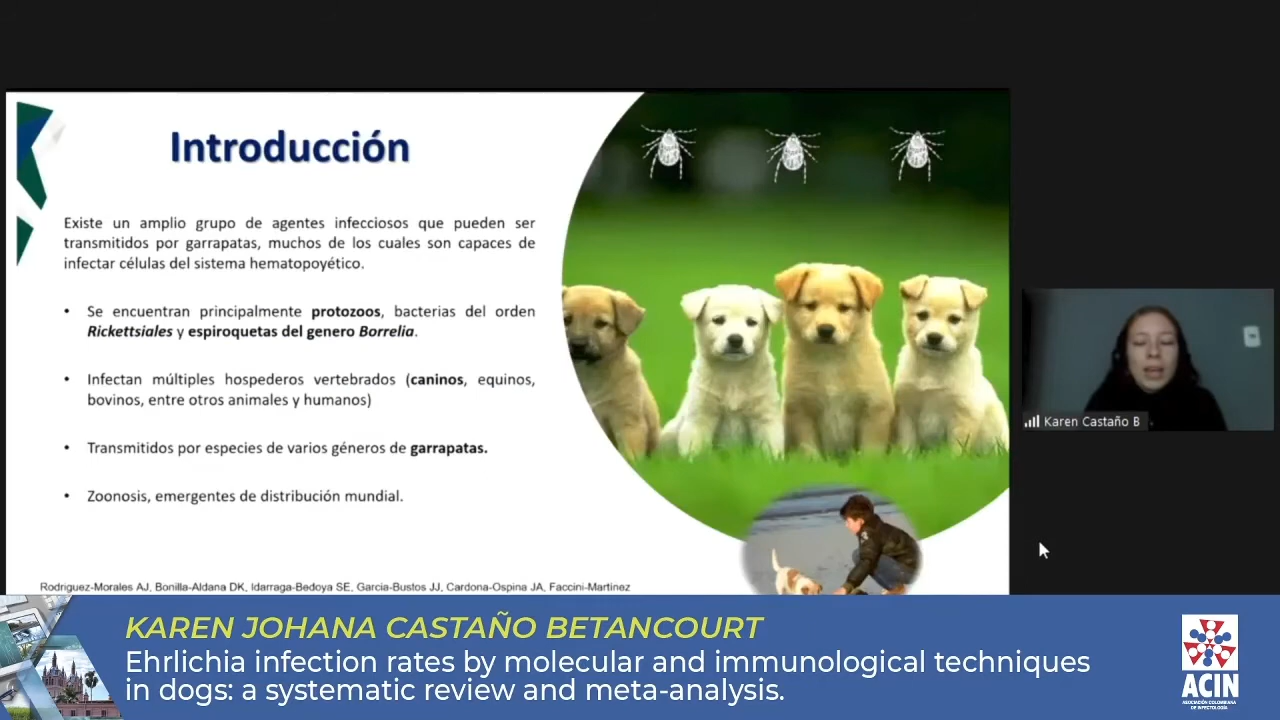 Introducción
Existe un amplio grupo de agentes infecciosos que pueden ser
transmitidos por garrapatas, muchos de los cuales son capaces de
infectar células del sistema hematopoyético.
• Se encuentran principalmente protozoos, bacterias del orden
Rickettsiales y espiroquetas del genero Borrelia.
• Infectan múltiples hospederos vertebrados (caninos, equinos,
bovinos, entre otros animales y humanos)
• Transmitidos por especies de varios géneros de garrapatas.
• Zoonosis, emergentes de distribución mundial.
Rodriguez-Morales AJ, Bonilla-Aldana DK, Idarraga-Bedoya SE, Garcia-Bustos JJ, Cardona-Ospina JA, Faccini-Martínez
Karen Castaño B
KAREN JOHANA CASTAÑO BETANCOURT
Ehrlichia infection rates by molecular and immunological techniques
in dogs: a systematic review and meta-analysis.
ACIN
ASOCIACIÓN COLOMBIANA
DE INFECTOLOGÍA